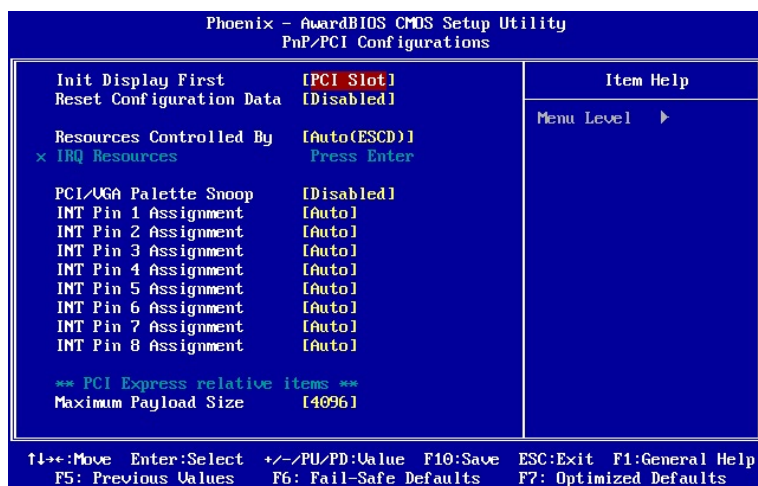 Phoenix - AwardBIOS CMOS Setup Utility
PnP/PCI Configurations
Init Display First [PCI Slot]
Reset Configuration Data [Disabled]
Resources Controlled By [Auto(ESCD)]
x IRQ Resources Press Enter
PCI/VGA Palette Snoop [Disabled]
INT Pin 1 Assignment [Auto]
INT Pin 2 Assignment [Auto]
INT Pin 3 Assignment [Auto]
INT Pin 4 Assignment [Auto]
INT Pin 5 Assignment [Auto]
INT Pin 6 Assignment [Auto]
INT Pin 7 Assignment [Auto]
INT Pin 8 Assignment [Auto]
** PCI Express relative items **
Maximum Payload Size [4096]
Item Help
Menu Level ▶
↑↓→←:Move Enter:Select +/-/PU/PD:Value F10:Save ESC:Exit F1:General Help
F5: Previous Values F6: Fail-Safe Defaults F7: Optimized Defaults